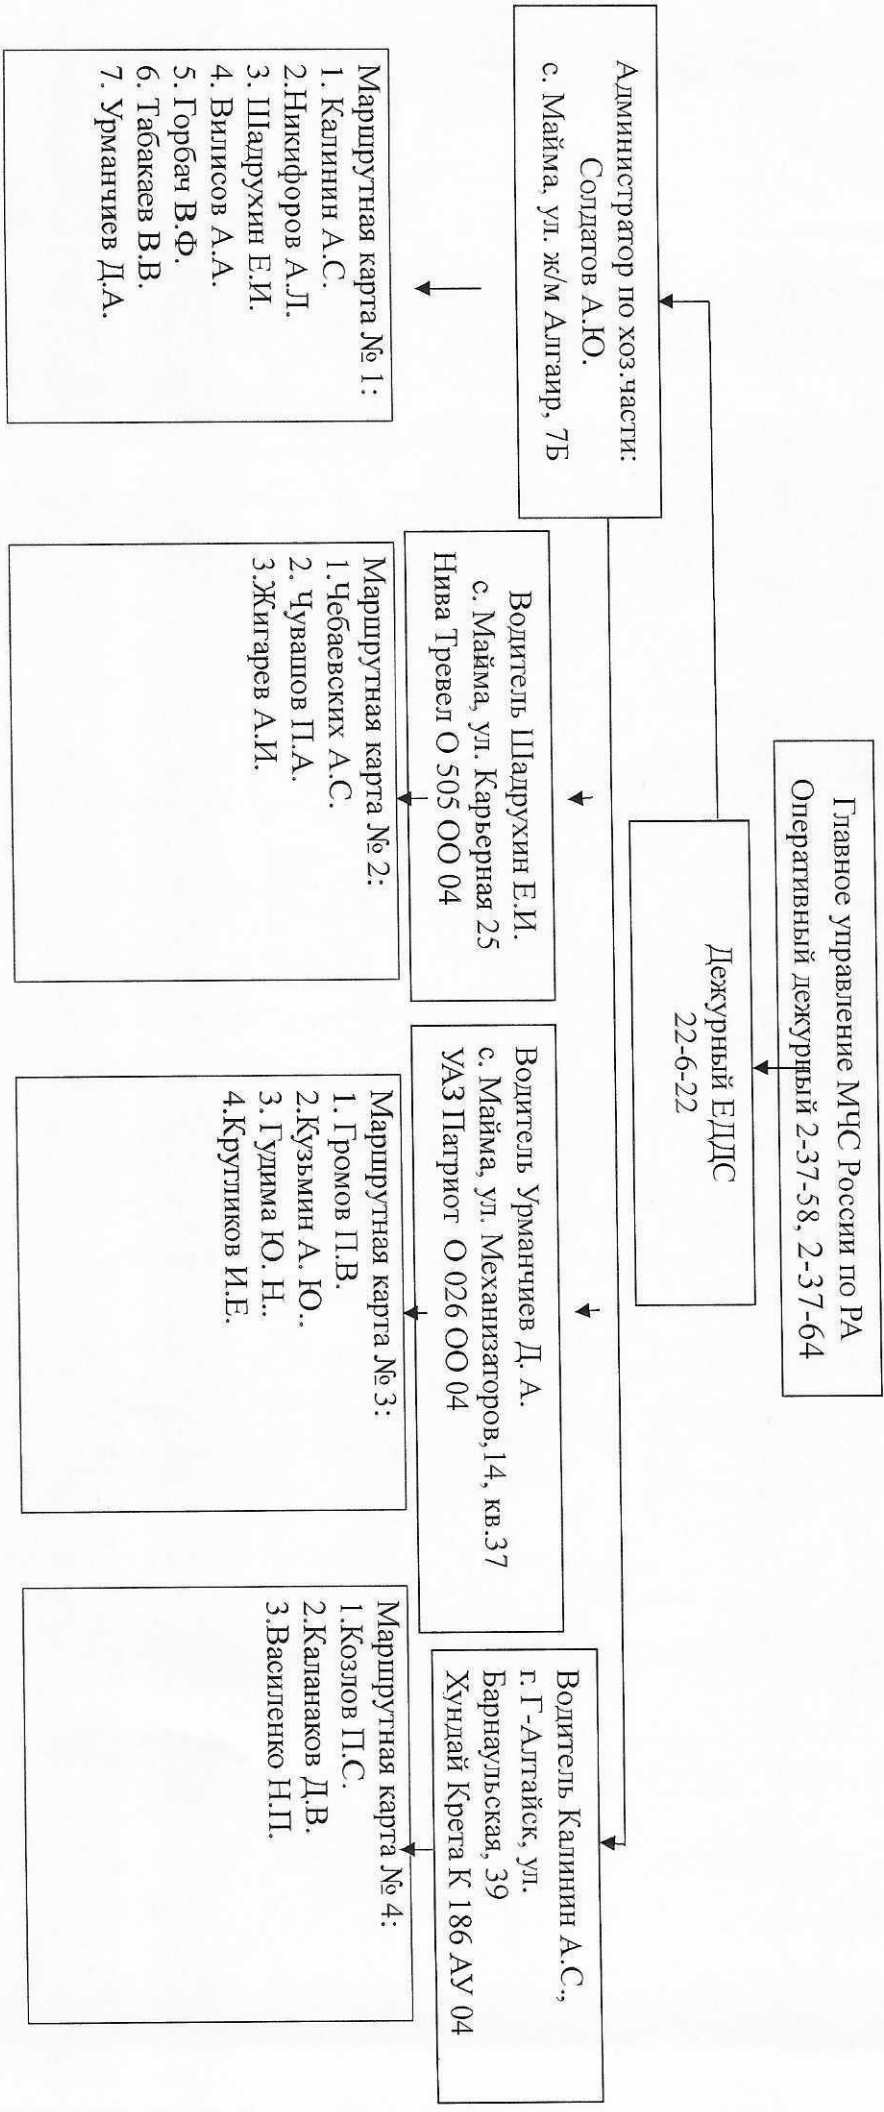 Главное управление МЧС России по РА
Оперативный дежурный 2-37-58, 2-37-64
Дежурный ЕДДС
22-6-22
Администратор по хоз.части:
Солдатов А.Ю.
с. Майма, ул. ж/м Алгаир, 7Б
Водитель Шадрухин Е.И.
с. Майма, ул. Карьерная 25
Нива Тревел О 505 ОО 04
Водитель Урманчиев Д. А.
с. Майма, ул. Механизаторов,14, кв.37
УАЗ Патриот О 026 ОО 04
Водитель Калинин А.С.,
г. Г-Алтайск, ул.
Барнаульская, 39
Хундай Крета К 186 АУ 04
Маршрутная карта № 1:
1. Калинин А.С.
2.Никифоров А.Л.
3. Шадрухин Е.И.
4. Вилисов А.А.
5. Горбач В.Ф.
6. Табакаев В.В.
7. Урманчиев Д.А.
Маршрутная карта № 2:
1.Чебаевских А.С.
2. Чувашов П.А.
3.Жигарев А.И.
Маршрутная карта № 3:
1. Громов П.В.
2.Кузьмин А. Ю..
3. Гудима Ю. Н..
4.Кругликов И.Е.
Маршрутная карта № 4:
1.Козлов П.С.
2.Каланаков Д.В.
3.Василенко Н.П.